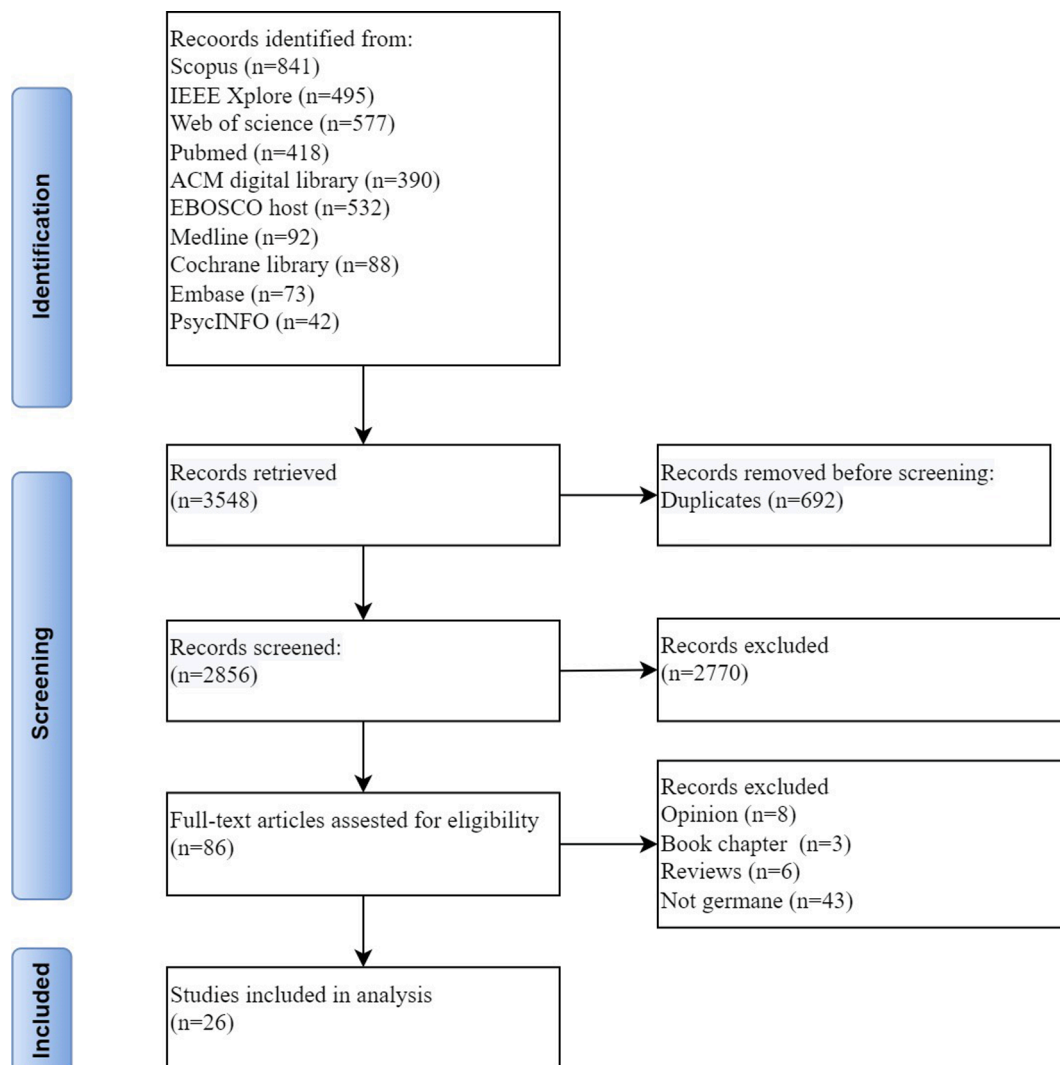 Recoords identified from:
Scopus (n=841)
IEEE Xplore (n=495)
Web of science (n=577)
Pubmed (n=418)
ACM digital library (n=390)
EBOSCO host (n=532)
Medline (n=92)
Cochrane library (n=88)
Embase (n=73)
PsycINFO (n=42)
Identification
Records retrieved
(n=3548)
Records removed before screening:
Duplicates (n=692)
Records screened:
(n=2856)
Records excluded
(n=2770)
Screening
Full-text articles assested for eligibility
(n=86)
Records excluded
Opinion (n=8)
Book chapter (n=3)
Reviews (n=6)
Not germane (n=43)
Studies included in analysis
(n=26)
Included